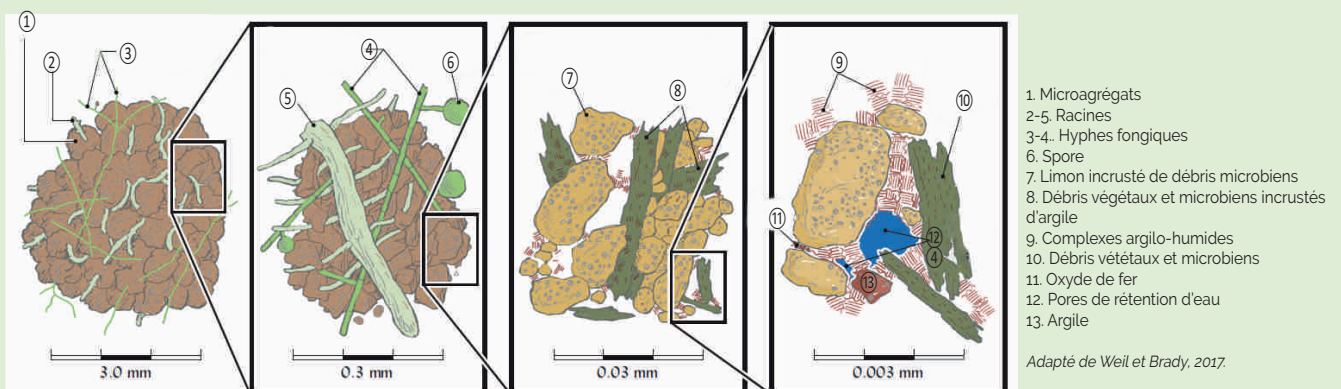 ①
②
③
④
⑤
⑥
⑦
⑧
⑨
⑩
⑪
⑫
④
⑬
3.0 mm
0.3 mm
0.03 mm
0.003 mm
1. Microagrégats
2-5. Racines
3-4.. Hyphes fongiques
6. Spore
7. Limon incrusté de débris microbiens
8. Débris végétaux et microbiens incrustés
d'argile
9. Complexes argilo-humides
10. Débris vététaux et microbiens
11. Oxyde de fer
12. Pores de rétention d'eau
13. Argile
Adapté de Weil et Brady, 2017.